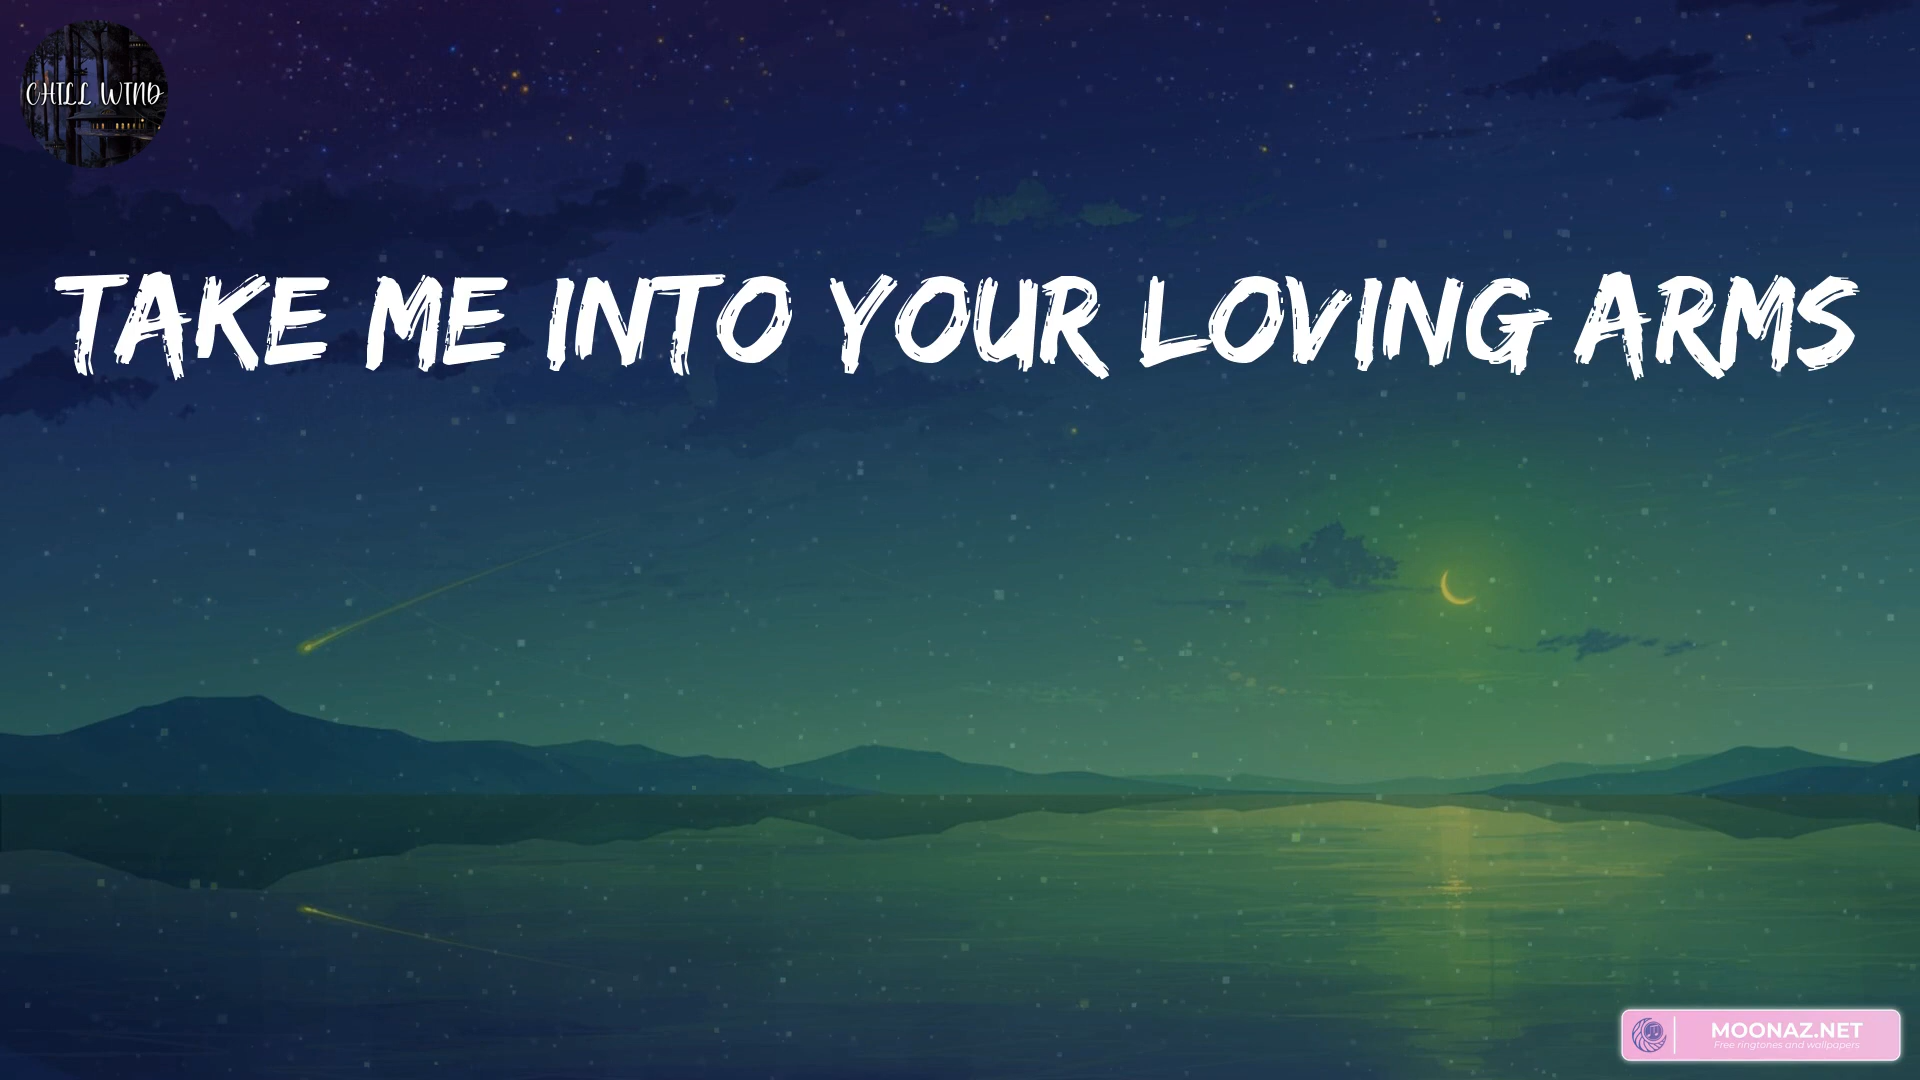 CHILL WIND
TAKE ME INTO YOUR LOVING ARMS
MOONAZ.NET
Free ringtones and wallpapers